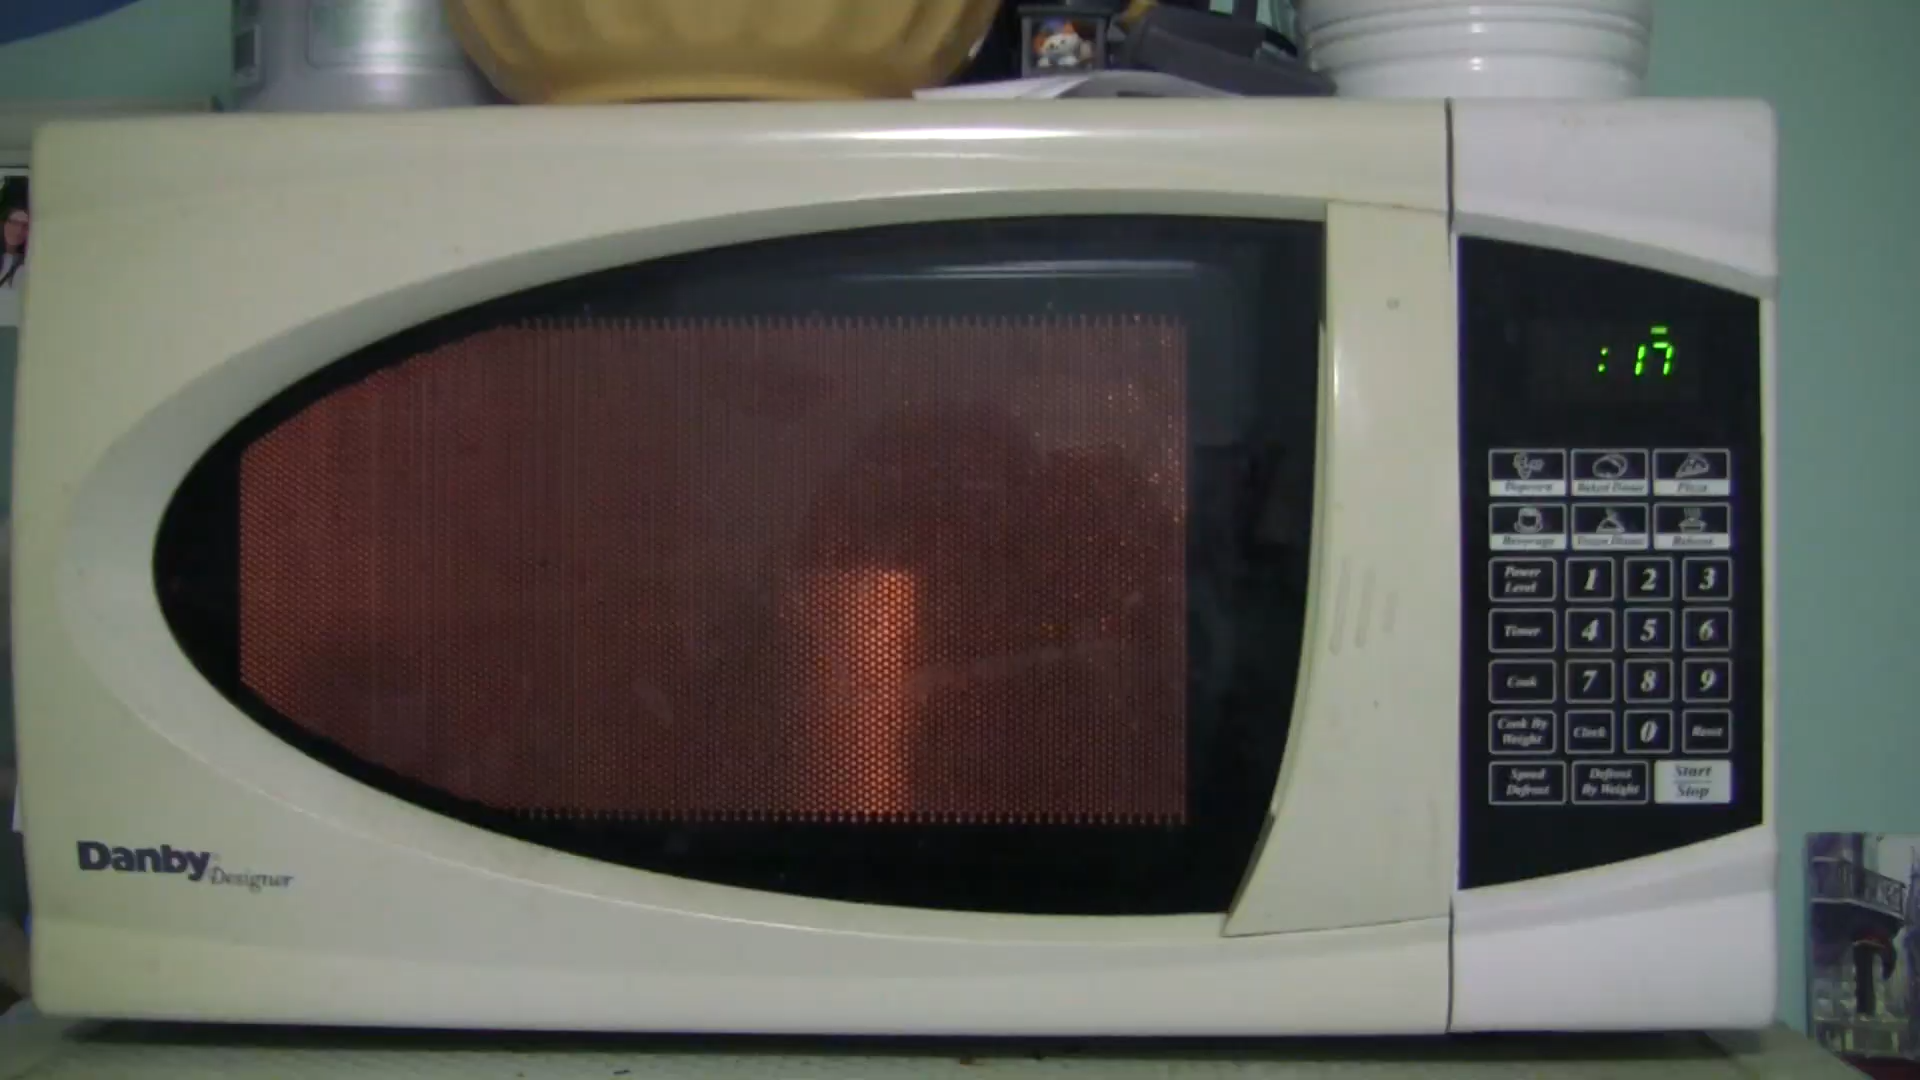 :17
Popcorn
Pizza
Beverage
Reheat
Power Level
1
2
3
Timer
4
5
6
Cook
7
8
9
Cook By Weight
Clock
0
Reset
Speed Defrost
Defrost By Weight
Start
Stop
Danby Designer